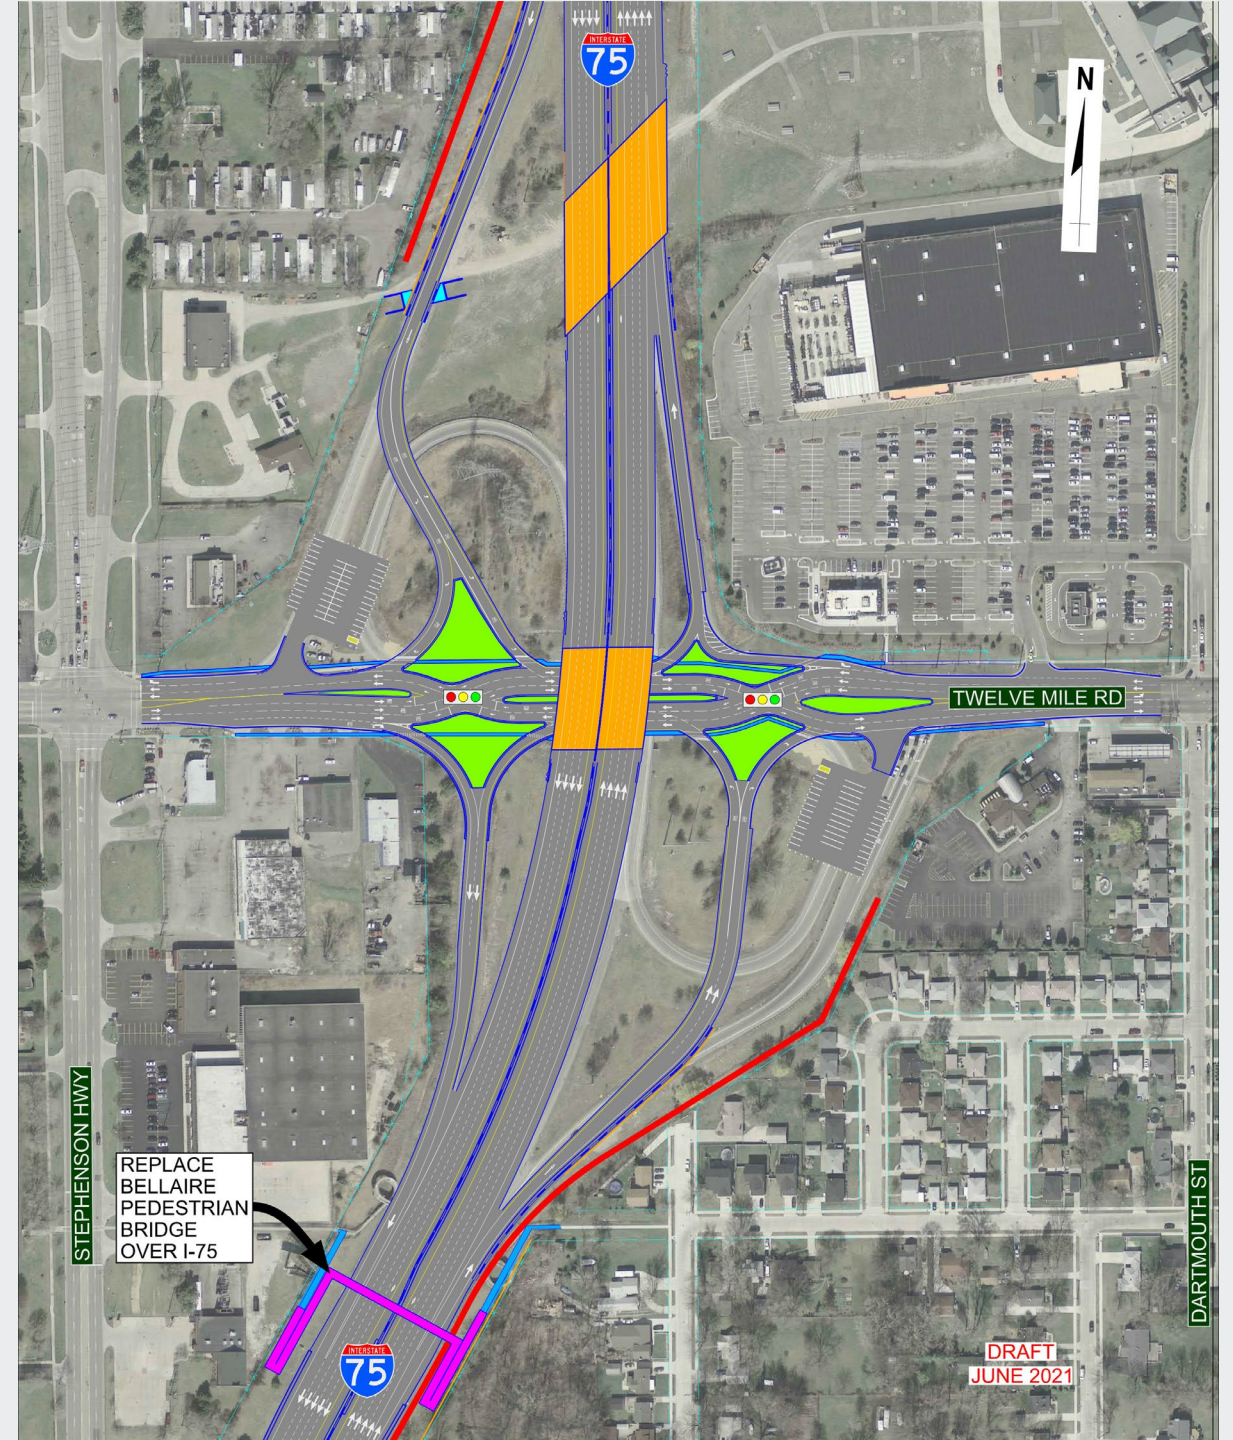 INTERSTATE
75
N
TWELVE MILE RD
STEPHENSON HWY
REPLACE
BELLAIRE
PEDESTRIAN
BRIDGE
OVER I-75
DARTMOUTH ST
INTERSTATE
75
DRAFT
JUNE 2021